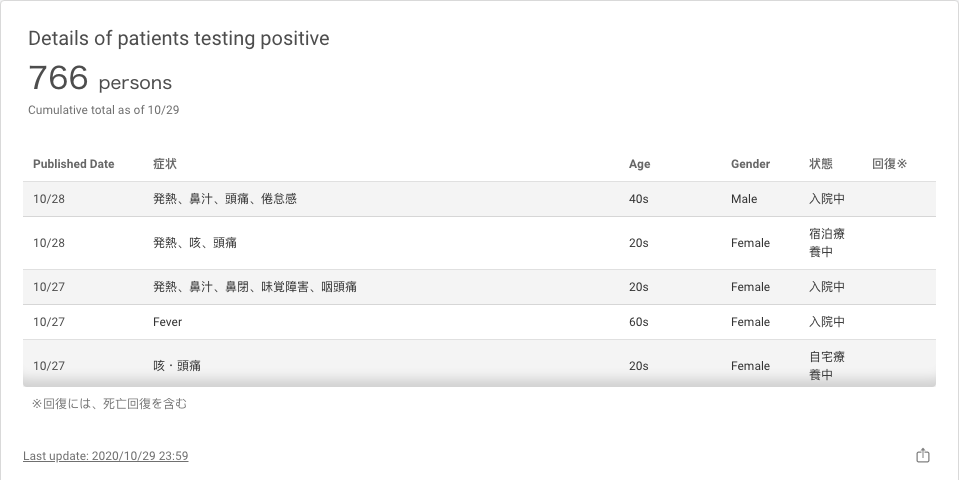 Details of patients testing positive
766 persons
Cumulative total as of 10/29
Published Date 症状 Age Gender 状態 回復※
10/28 発熱、鼻汁、頭痛、倦怠感 40s Male 入院中
10/28 発熱、咳、頭痛 20s Female 宿泊療
養中
10/27 発熱、鼻汁、鼻閉、味覚障害、咽頭痛 20s Female 入院中
10/27 Fever 60s Female 入院中
10/27 咳・頭痛 20s Female 自宅療
養中
※回復には、死亡回復を含む
Last update: 2020/10/29 23:59